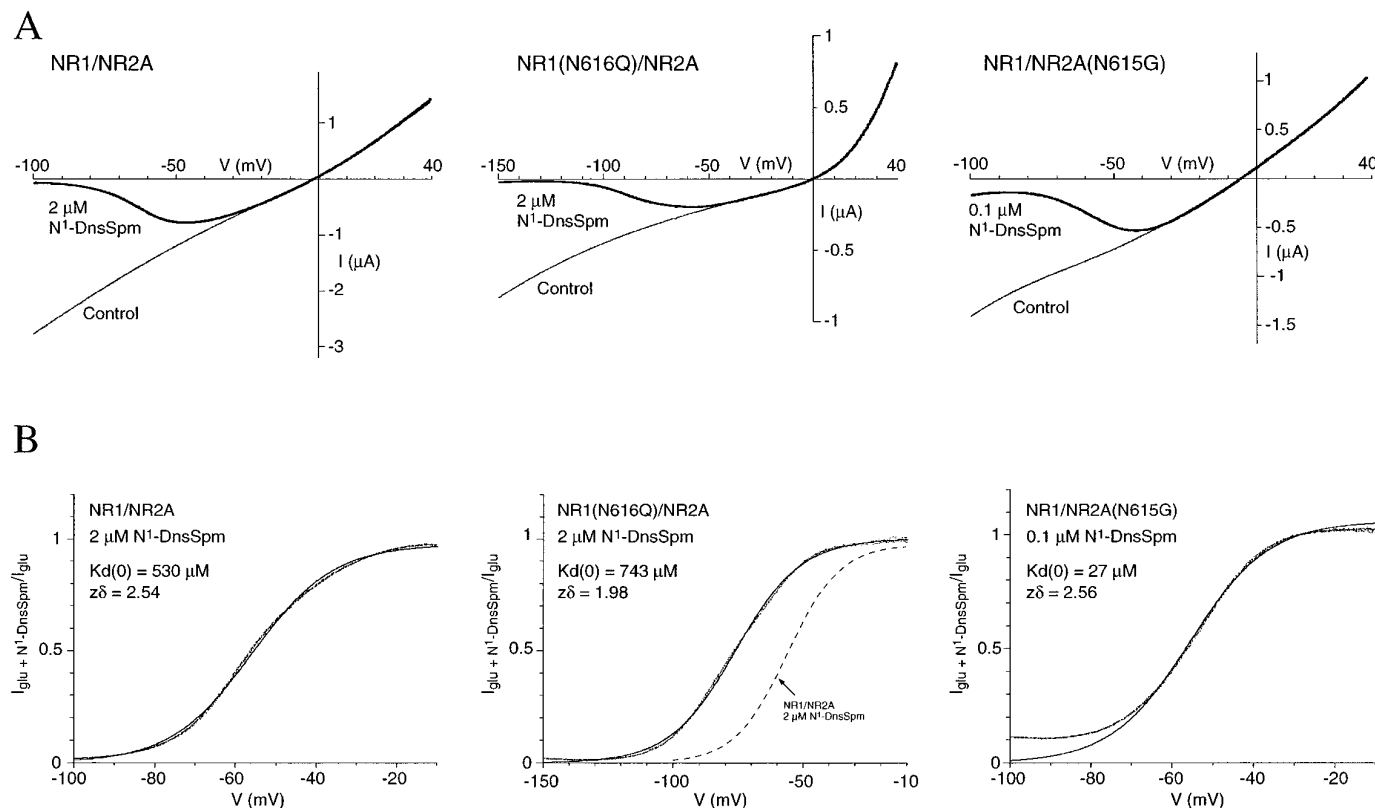 A
NR1/NR2A
1
-100
-50
V (mV)
40
2 µM
N¹-DnsSpm
-1
I (µA)
-2
Control
-3
NR1(N616Q)/NR2A
1
0.5
-150
-100
-50
V (mV)
40
2 µM
N¹-DnsSpm
I (µA)
-0.5
Control
-1
NR1/NR2A(N615G)
1
0.5
-100
-50
V (mV)
40
0.1 µM
N¹-DnsSpm
-0.5
I (µA)
-1
Control
-1.5
B
NR1/NR2A
2 µM N¹-DnsSpm
Kd(0) = 530 µM
zδ = 2.54
Iglu + N¹-DnsSpm/Iglu
1
0.5
0
-100
-80
-60
-40
-20
V (mV)
NR1(N616Q)/NR2A
2 µM N¹-DnsSpm
Kd(0) = 743 µM
zδ = 1.98
Iglu + N¹-DnsSpm/Iglu
1
0.5
0
NR1/NR2A
2 µM N¹-DnsSpm
-150
-100
-50
-10
V (mV)
NR1/NR2A(N615G)
0.1 µM N¹-DnsSpm
Kd(0) = 27 µM
zδ = 2.56
Iglu + N¹-DnsSpm/Iglu
1
0.5
0
-100
-80
-60
-40
-20
V (mV)